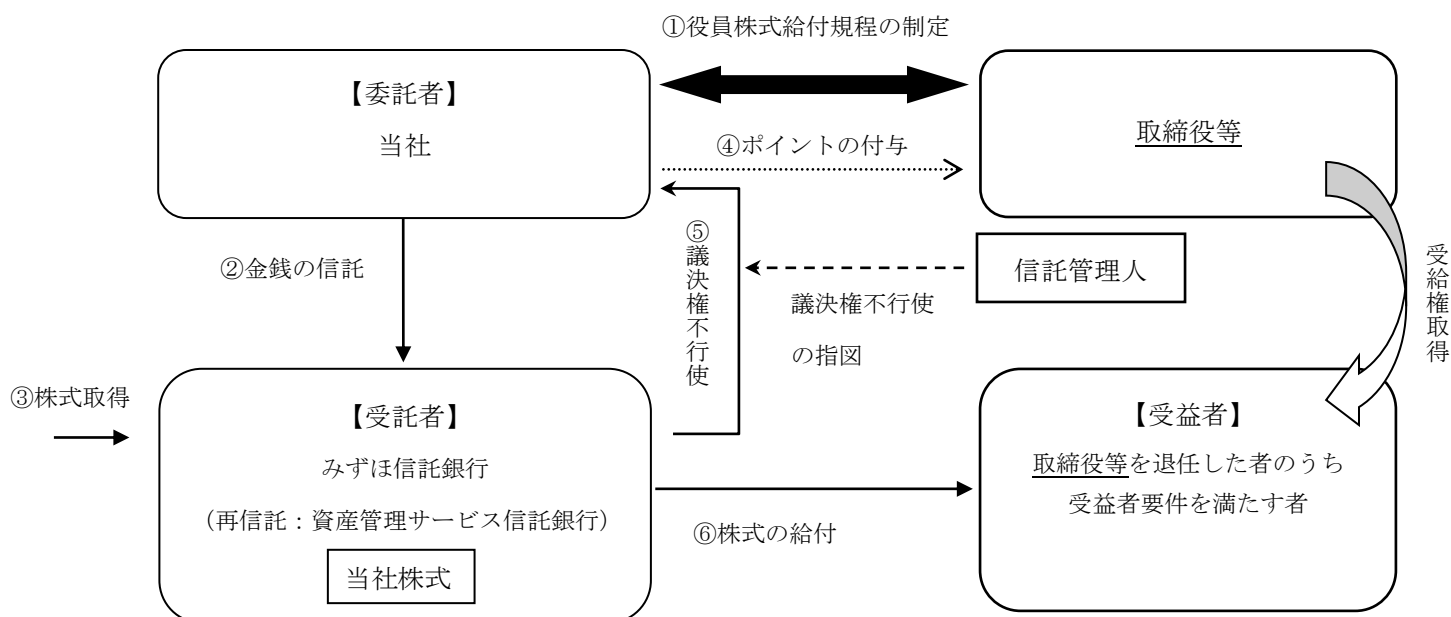 ①役員株式給付規程の制定
【委託者】
当社
取締役等
④ポイントの付与
②金銭の信託
⑤議決権不行使
信託管理人
議決権不行使
の指図
受給権取得
③株式取得
【受託者】
みずほ信託銀行
(再信託:資産管理サービス信託銀行)
当社株式
⑥株式の給付
【受益者】
取締役等を退任した者のうち
受益者要件を満たす者